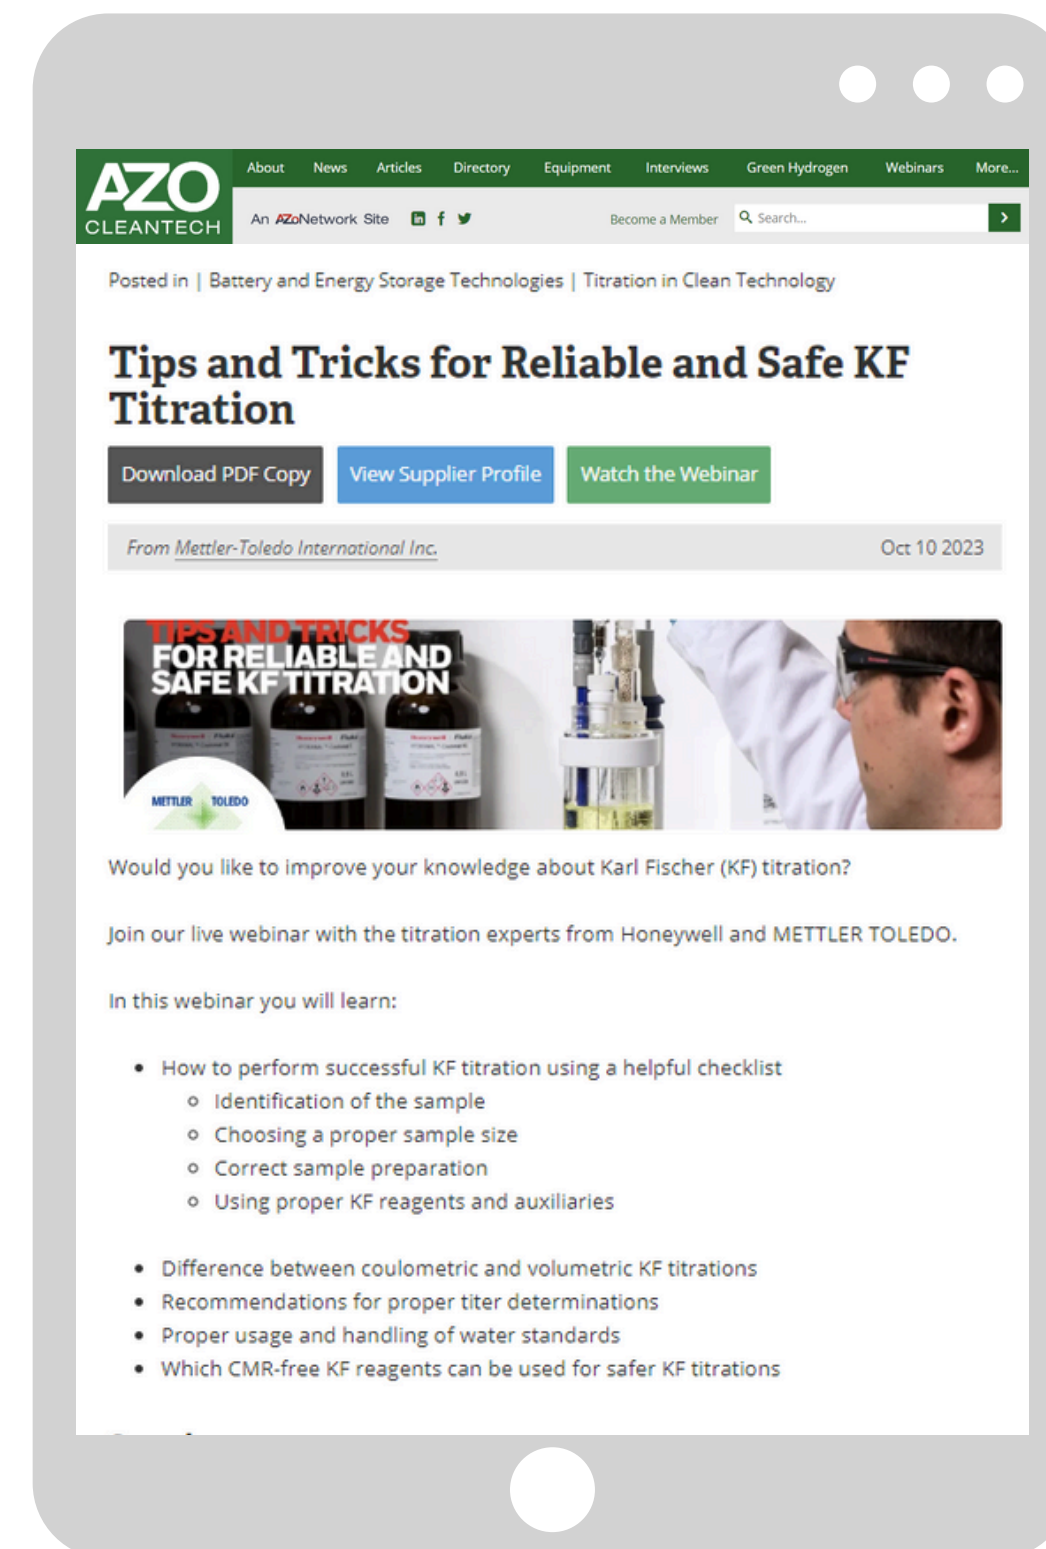 AZO
CLEANTECH
About News Articles Directory Equipment Interviews Green Hydrogen Webinars More...
An AZoNetwork Site
Become a Member
Search...
Posted in | Battery and Energy Storage Technologies | Titration in Clean Technology
Tips and Tricks for Reliable and Safe KF
Titration
Download PDF Copy
View Supplier Profile
Watch the Webinar
From Mettler-Toledo International Inc.
Oct 10 2023
TIPS AND TRICKS
FOR RELIABLE AND
SAFE KF TITRATION
METTLER TOLEDO
Would you like to improve your knowledge about Karl Fischer (KF) titration?
Join our live webinar with the titration experts from Honeywell and METTLER TOLEDO.
In this webinar you will learn:
How to perform successful KF titration using a helpful checklist
Identification of the sample
Choosing a proper sample size
Correct sample preparation
Using proper KF reagents and auxiliaries
Difference between coulometric and volumetric KF titrations
Recommendations for proper titer determinations
Proper usage and handling of water standards
Which CMR-free KF reagents can be used for safer KF titrations